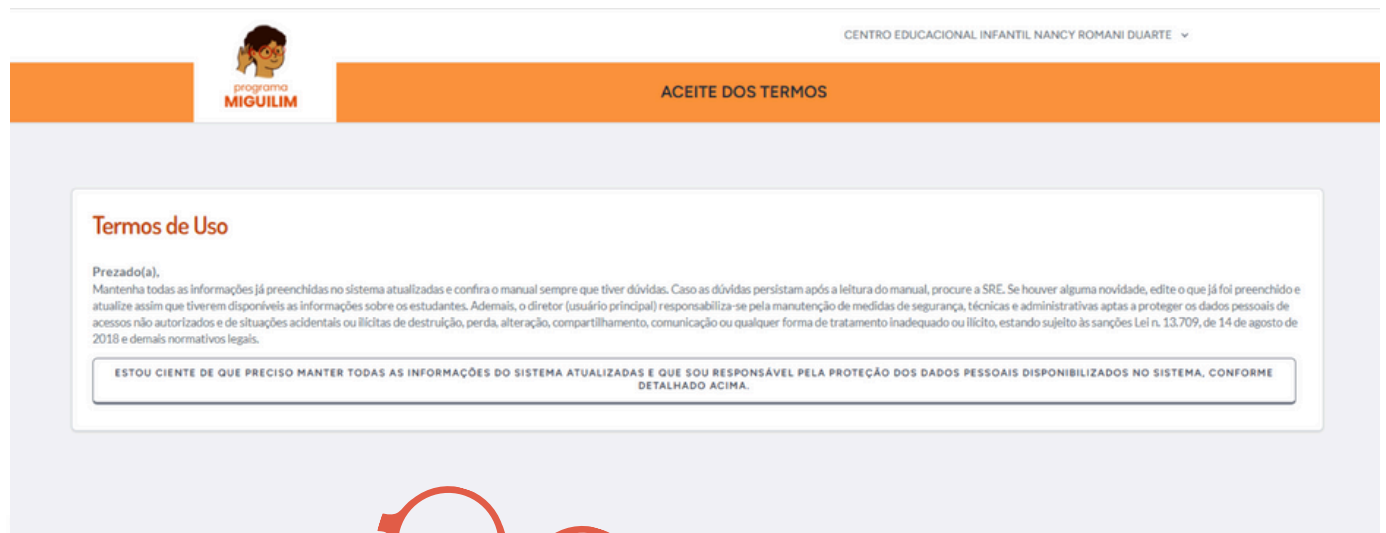 CENTRO EDUCACIONAL INFANTIL NANCY ROMANI DUARTE
programa
MIGUILIM
ACEITE DOS TERMOS
Termos de Uso
Prezado(a),
Mantenha todas as informações já preenchidas no sistema atualizadas e confira o manual sempre que tiver dúvidas. Caso as dúvidas persistam após a leitura do manual, procure a SRE. Se houver alguma novidade, edite o que já foi preenchido e
atualize assim que tiverem disponíveis as informações sobre os estudantes. Ademais, o diretor (usuário principal) responsabiliza-se pela manutenção de medidas de segurança, técnicas e administrativas aptas a proteger os dados pessoais de
acessos não autorizados e de situações acidentais ou ilícitas de destruição, perda, alteração, compartilhamento, comunicação ou qualquer forma de tratamento inadequado ou ilícito, estando sujeito às sanções Lei n. 13.709, de 14 de agosto de
2018 e demais normativos legais.
ESTOU CIENTE DE QUE PRECISO MANTER TODAS AS INFORMAÇÕES DO SISTEMA ATUALIZADAS E QUE SOU RESPONSÁVEL PELA PROTEÇÃO DOS DADOS PESSOAIS DISPONIBILIZADOS NO SISTEMA, CONFORME
DETALHADO ACIMA.